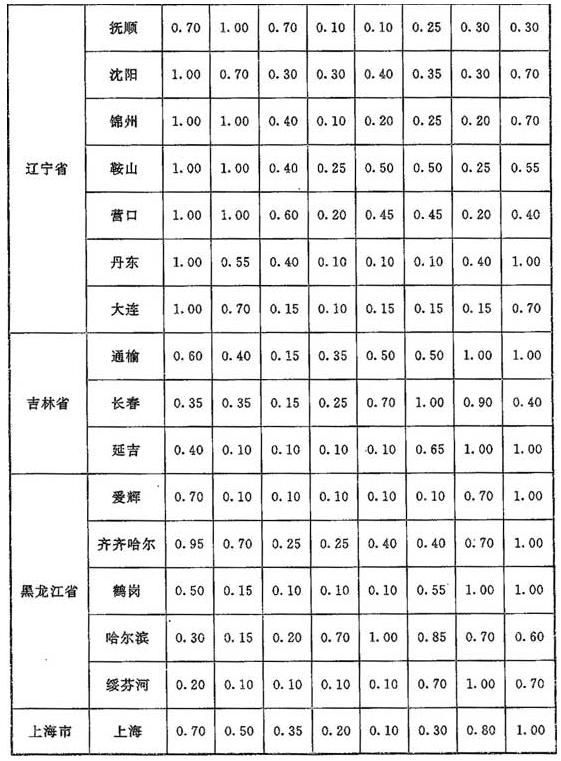 抚顺 0.70 1.00 0.70 0.10 0.10 0.25 0.30 0.30
沈阳 1.00 0.70 0.30 0.30 0.40 0.35 0.30 0.70
锦州 1.00 1.00 0.40 0.10 0.20 0.25 0.20 0.70
辽宁省 鞍山 1.00 1.00 0.40 0.25 0.50 0.50 0.25 0.55
营口 1.00 1.00 0.60 0.20 0.45 0.45 0.20 0.40
丹东 1.00 0.55 0.40 0.10 0.10 0.10 0.40 1.00
大连 1.00 0.70 0.15 0.10 0.15 0.15 0.15 0.70
通榆 0.60 0.40 0.15 0.35 0.50 0.50 1.00 1.00
吉林省 长春 0.35 0.35 0.15 0.25 0.70 1.00 0.90 0.40
延吉 0.40 0.10 0.10 0.10 0.10 0.65 1.00 1.00
爱辉 0.70 0.10 0.10 0.10 0.10 0.10 0.70 1.00
齐齐哈尔 0.95 0.70 0.25 0.25 0.40 0.40 0.70 1.00
黑龙江省 鹤岗 0.50 0.15 0.10 0.10 0.10 0.55 1.00 1.00
哈尔滨 0.30 0.15 0.20 0.70 1.00 0.85 0.70 0.60
绥芬河 0.20 0.10 0.10 0.10 0.10 0.70 1.00 0.70
上海市 上海 0.70 0.50 0.35 0.20 0.10 0.30 0.80 1.00